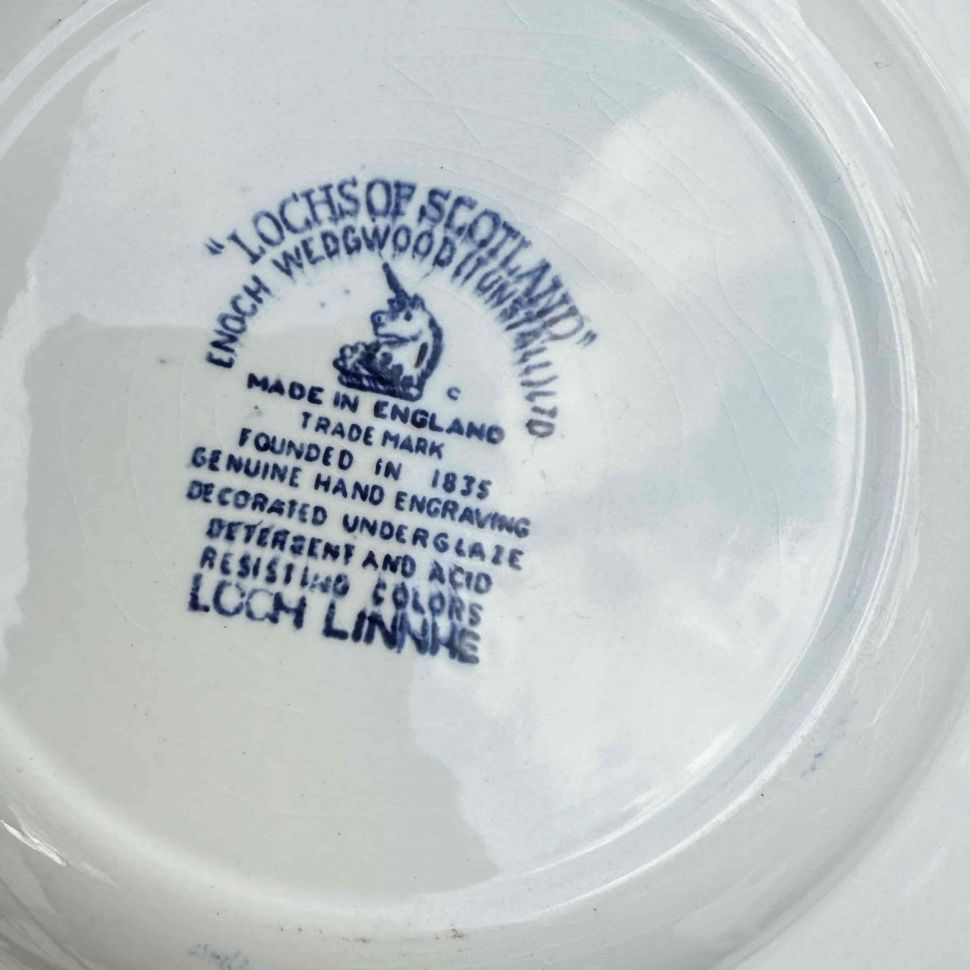 "LOCHS OF SCOTLAND"
ENOCH WEDGWOOD (TUNSTALL) LTD
C
MADE IN ENGLAND
TRADE MARK
FOUNDED IN 1835
GENUINE HAND ENGRAVING
DECORATED UNDERGLAZE
DETERGENT AND ACID
RESISTING COLORS
LOCH LINNHE